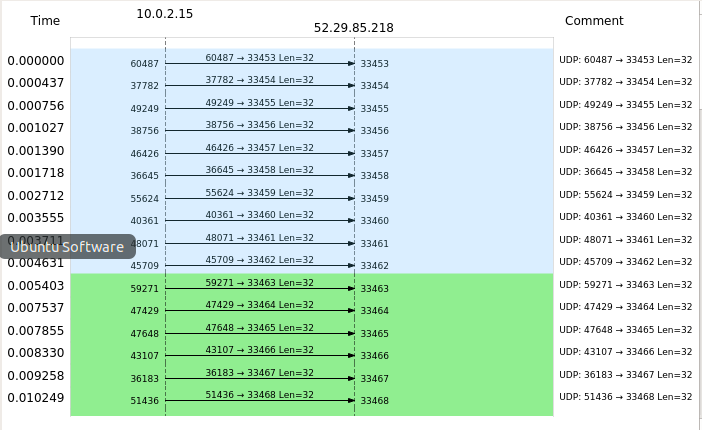 Time 10.0.2.15 52.29.85.218 Comment
0.000000 60487 60487 → 33453 Len=32 33453 UDP: 60487 → 33453 Len=32
0.000437 37782 37782 → 33454 Len=32 33454 UDP: 37782 → 33454 Len=32
0.000756 49249 49249 → 33455 Len=32 33455 UDP: 49249 → 33455 Len=32
0.001027 38756 38756 → 33456 Len=32 33456 UDP: 38756 → 33456 Len=32
0.001390 46426 46426 → 33457 Len=32 33457 UDP: 46426 → 33457 Len=32
0.001718 36645 36645 → 33458 Len=32 33458 UDP: 36645 → 33458 Len=32
0.002712 55624 55624 → 33459 Len=32 33459 UDP: 55624 → 33459 Len=32
0.003555 40361 40361 → 33460 Len=32 33460 UDP: 40361 → 33460 Len=32
48071 48071 → 33461 Len=32 33461 UDP: 48071 → 33461 Len=32
Ubuntu Software
0.004631 45709 45709 → 33462 Len=32 33462 UDP: 45709 → 33462 Len=32
0.005403 59271 59271 → 33463 Len=32 33463 UDP: 59271 → 33463 Len=32
0.007537 47429 47429 → 33464 Len=32 33464 UDP: 47429 → 33464 Len=32
0.007855 47648 47648 → 33465 Len=32 33465 UDP: 47648 → 33465 Len=32
0.008330 43107 43107 → 33466 Len=32 33466 UDP: 43107 → 33466 Len=32
0.009258 36183 36183 → 33467 Len=32 33467 UDP: 36183 → 33467 Len=32
0.010249 51436 51436 → 33468 Len=32 33468 UDP: 51436 → 33468 Len=32